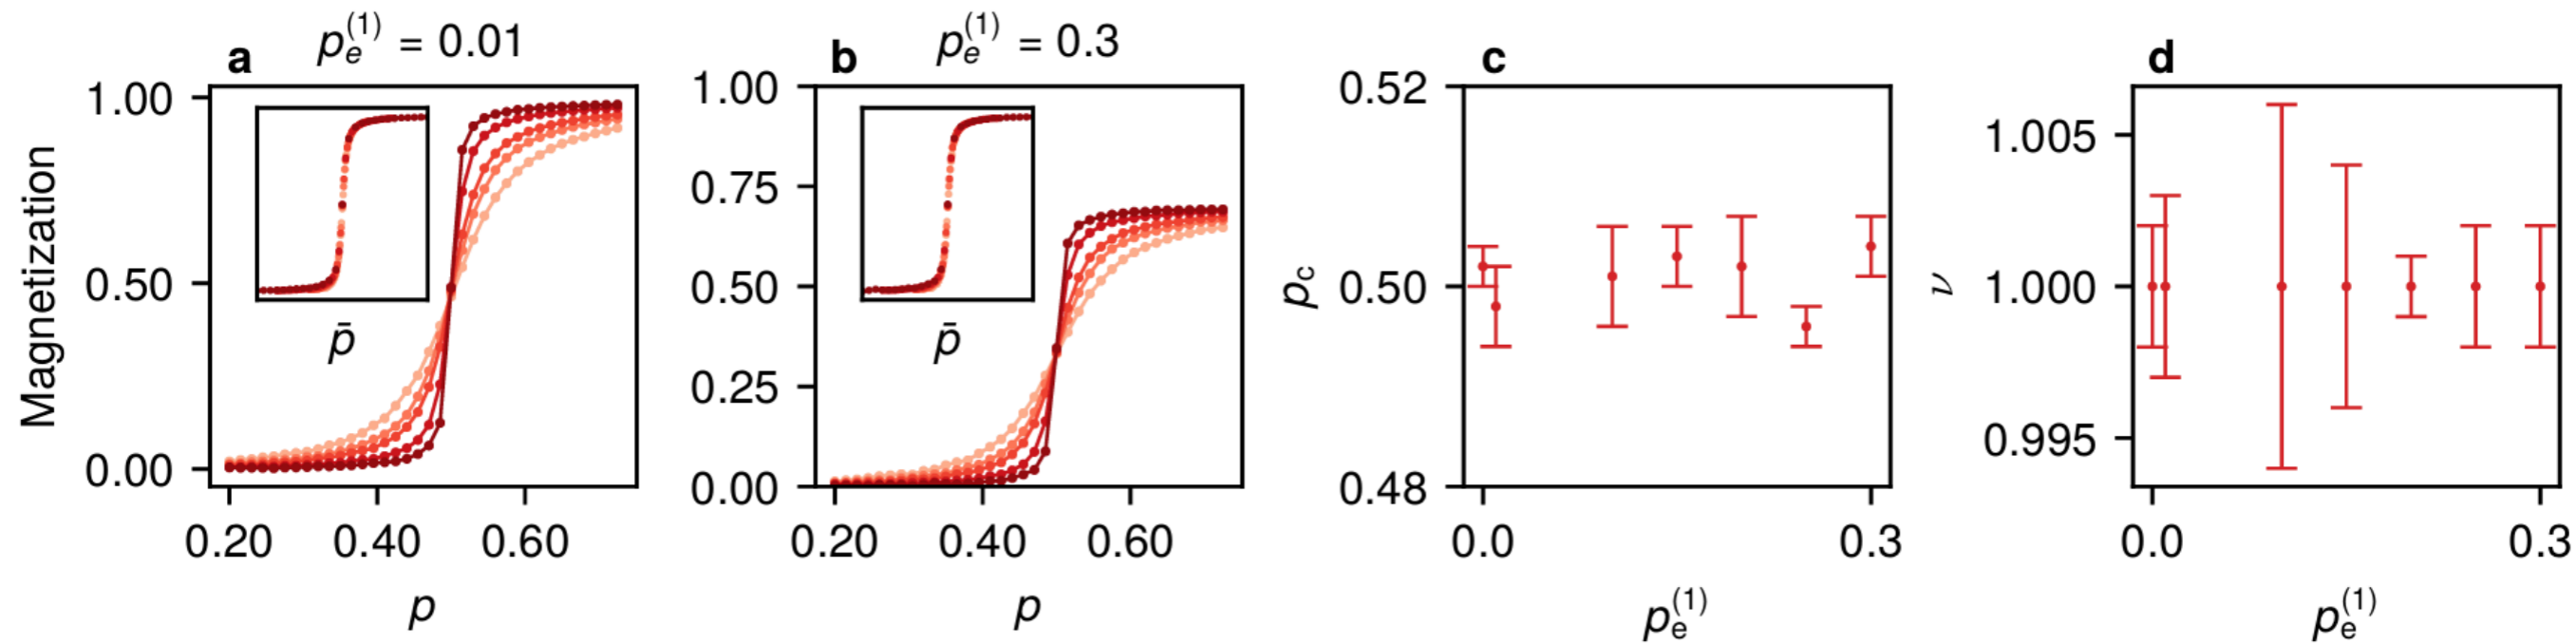 a
p_e^(1) = 0.01
Magnetization
1.00
0.50
0.00
0.20 0.40 0.60
p
p̄
b
p_e^(1) = 0.3
1.00
0.75
0.50
0.25
0.00
0.20 0.40 0.60
p
p̄
c
p_c
0.52
0.50
0.48
0.0 0.3
p_e^(1)
d
ν
1.005
1.000
0.995
0.0 0.3
p_e^(1)